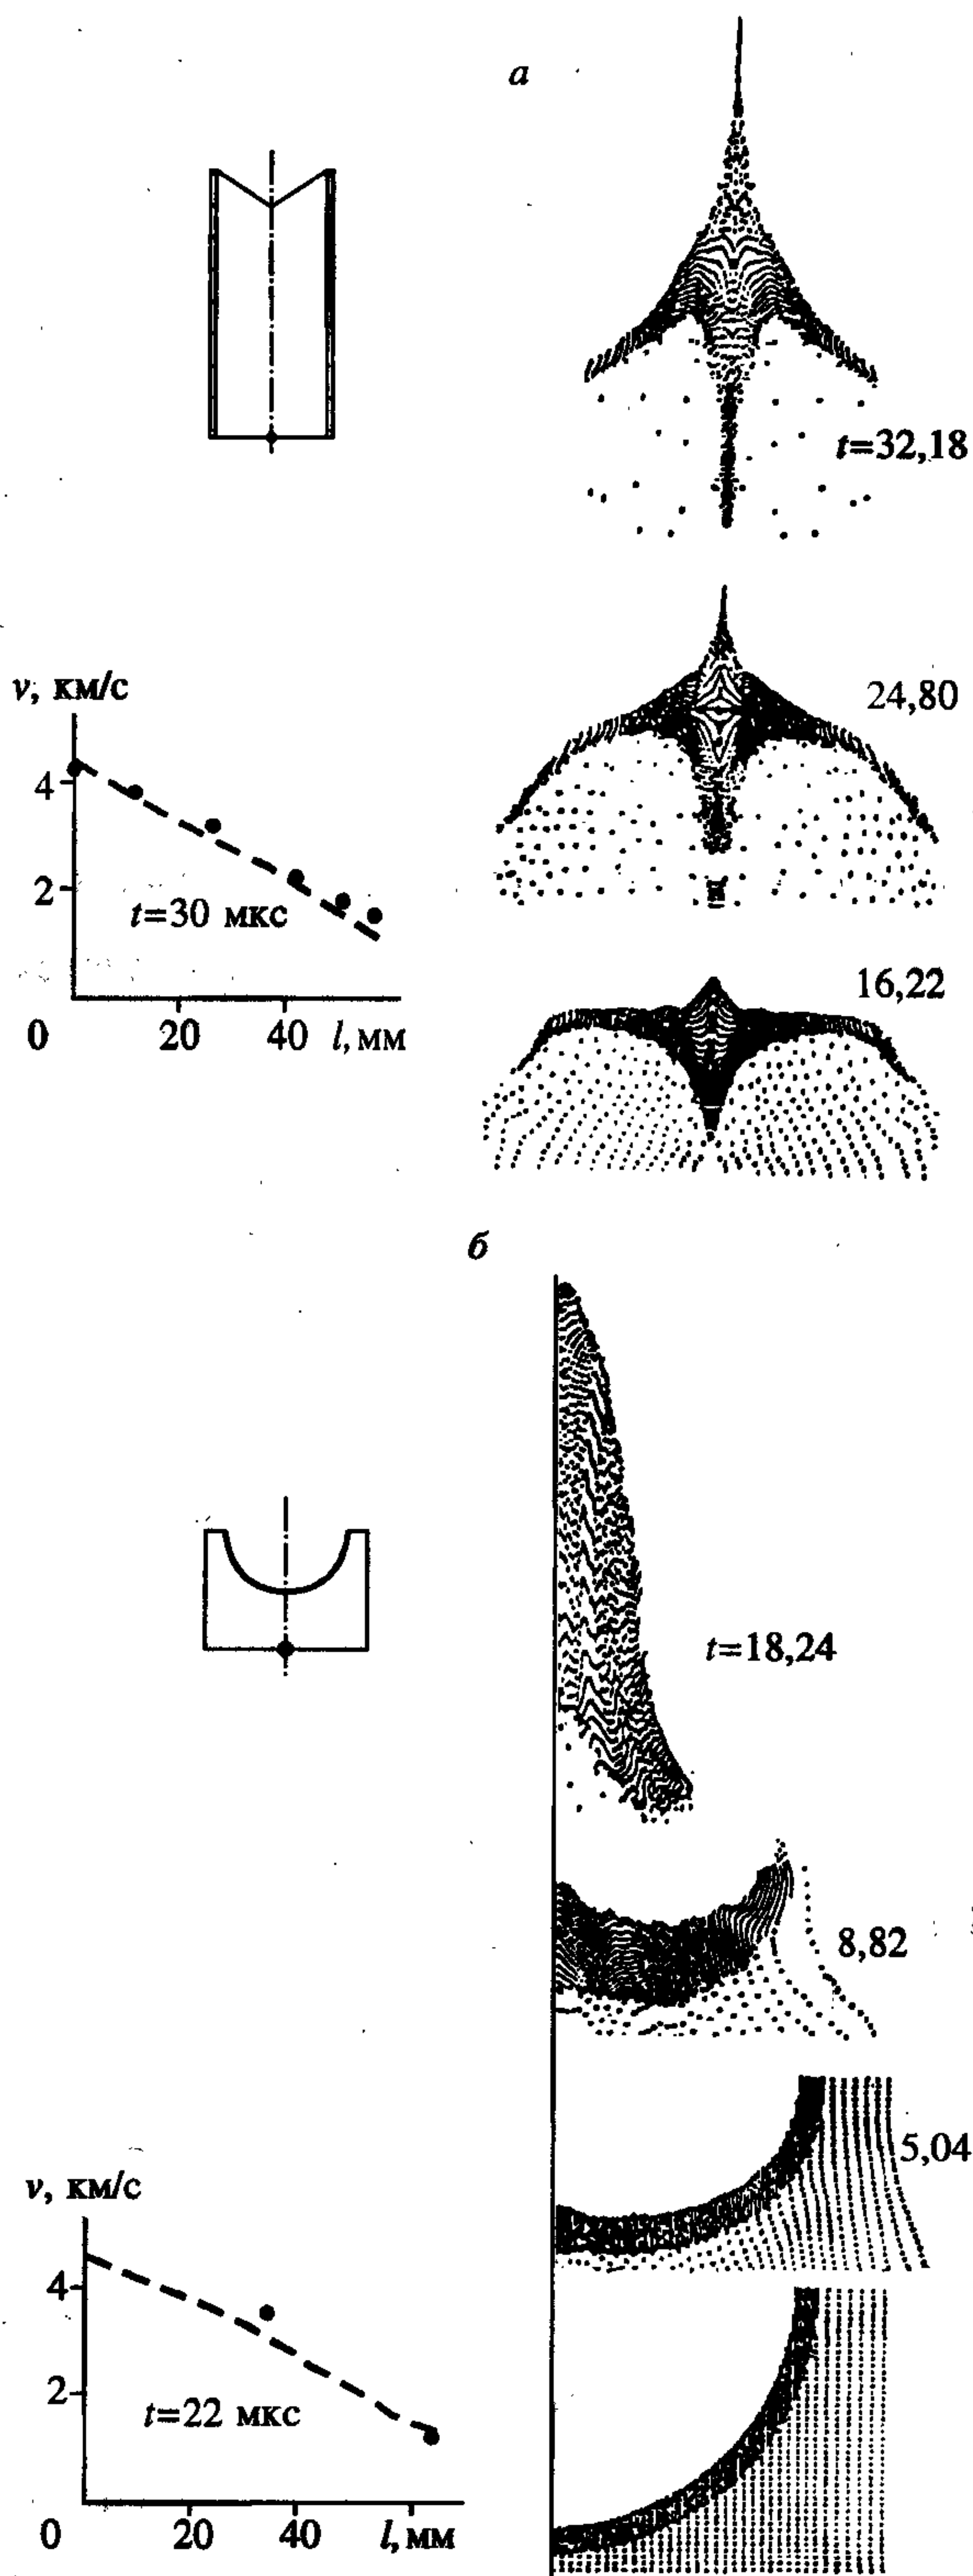 а
t=32,18
24,80
v, км/с
4
2
t=30 мкс
16,22
0 20 40 l, мм
б
t=18,24
8,82
5,04
v, км/с
4
2
t=22 мкс
0 20 40 l, мм